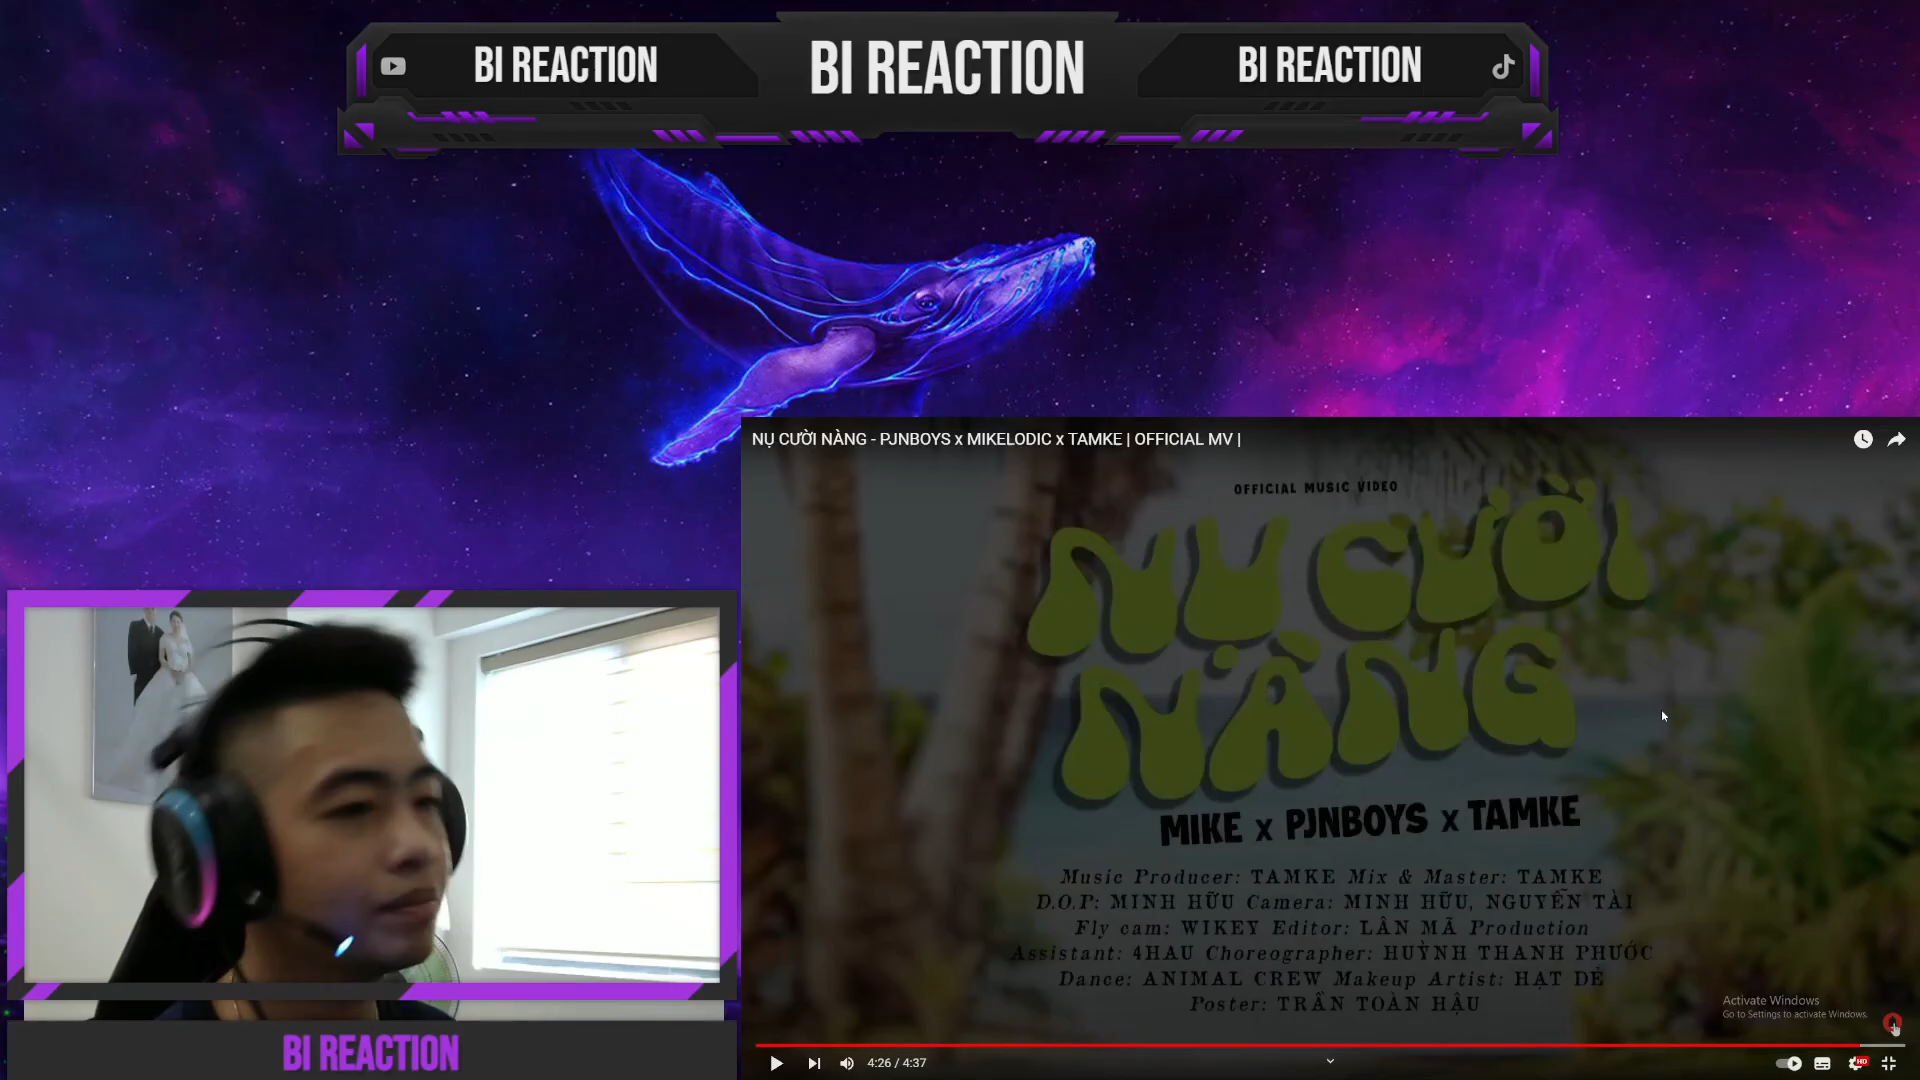 BI REACTION
BI REACTION
BI REACTION
NỤ CƯỜI NÀNG - PJNBOYS x MIKELODIC x TAMKE | OFFICIAL MV |
OFFICIAL MUSIC VIDEO
NỤ CƯỜI
NÀNG
MIKE x PJNBOYS x TAMKE
Music Producer: TAMKE Mix & Master: TAMKE
D.O.P: MINH HỮU Camera: MINH HỮU, NGUYỄN TÀI
Fly cam: WIKEY Editor: LÂN MÃ Production
Assistant: 4HAU Choreographer: HUỲNH THANH PHƯỚC
Dance: ANIMAL CREW Makeup Artist: HẠT DẺ
Poster: TRẦN TOÀN HẬU
Activate Windows
Go to Settings to activate Windows.
4:26 / 4:37
HD
BI REACTION